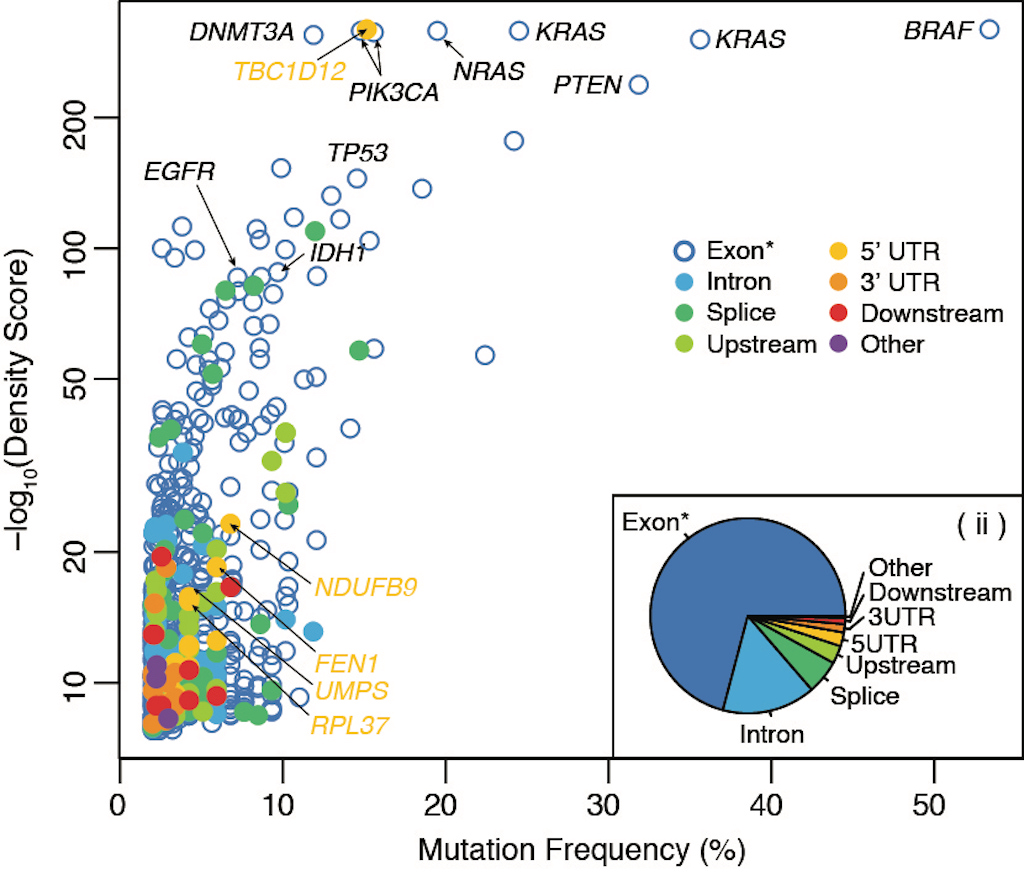 DNMT3A
KRAS
KRAS
BRAF
TBC1D12
NRAS
PIK3CA
PTEN
200
TP53
EGFR
IDH1
100
Exon*
5’ UTR
Intron
3’ UTR
Splice
Downstream
Upstream
Other
50
–log10(Density Score)
( ii )
Exon*
Other
Downstream
3UTR
5UTR
Upstream
Splice
Intron
20
NDUFB9
FEN1
UMPS
RPL37
10
0 10 20 30 40 50
Mutation Frequency (%)